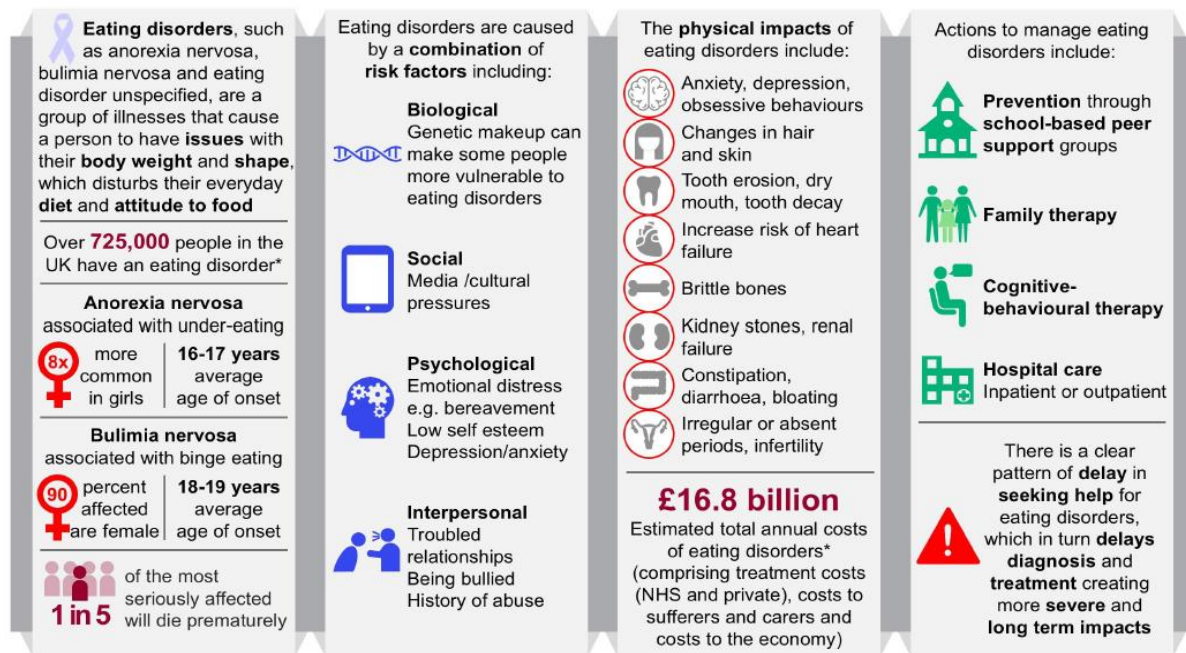 Eating disorders, such
as anorexia nervosa,
bulimia nervosa and eating
disorder unspecified, are a
group of illnesses that cause
a person to have issues with
their body weight and shape,
which disturbs their everyday
diet and attitude to food
Over 725,000 people in the
UK have an eating disorder*
Anorexia nervosa
associated with under-eating
8x
more
common
in girls
16-17 years
average
age of onset
Bulimia nervosa
associated with binge eating
90
percent
affected
are female
18-19 years
average
age of onset
1 in 5
of the most
seriously affected
will die prematurely
Eating disorders are caused
by a combination of
risk factors including:
Biological
Genetic makeup can
make some people
more vulnerable to
eating disorders
Social
Media /cultural
pressures
Psychological
Emotional distress
e.g. bereavement
Low self esteem
Depression/anxiety
Interpersonal
Troubled
relationships
Being bullied
History of abuse
The physical impacts of
eating disorders include:
Anxiety, depression,
obsessive behaviours
Changes in hair
and skin
Tooth erosion, dry
mouth, tooth decay
Increase risk of heart
failure
Brittle bones
Kidney stones, renal
failure
Constipation,
diarrhoea, bloating
Irregular or absent
periods, infertility
£16.8 billion
Estimated total annual costs
of eating disorders*
(comprising treatment costs
(NHS and private), costs to
sufferers and carers and
costs to the economy)
Actions to manage eating
disorders include:
Prevention through
school-based peer
support groups
Family therapy
Cognitive-
behavioural therapy
Hospital care
Inpatient or outpatient
There is a clear
pattern of delay in
seeking help for
eating disorders,
which in turn delays
diagnosis and
treatment creating
more severe and
long term impacts